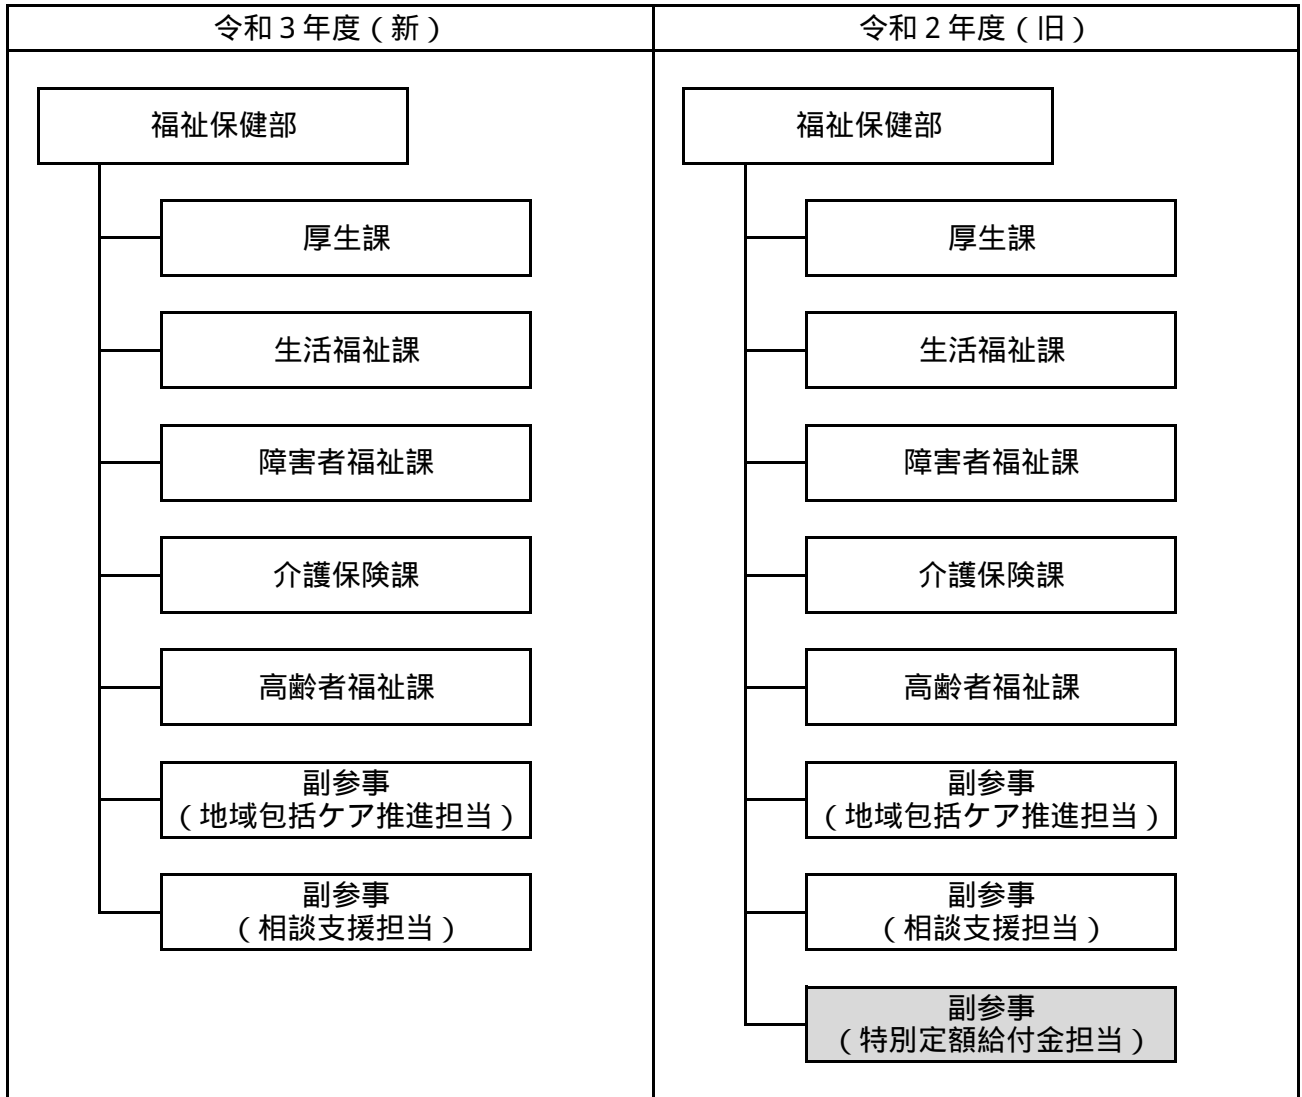 令和３年度（新）
福祉保健部
厚生課
生活福祉課
障害者福祉課
介護保険課
高齢者福祉課
副参事
（地域包括ケア推進担当）
副参事
（相談支援担当）
令和２年度（旧）
福祉保健部
厚生課
生活福祉課
障害者福祉課
介護保険課
高齢者福祉課
副参事
（地域包括ケア推進担当）
副参事
（相談支援担当）
副参事
（特別定額給付金担当）